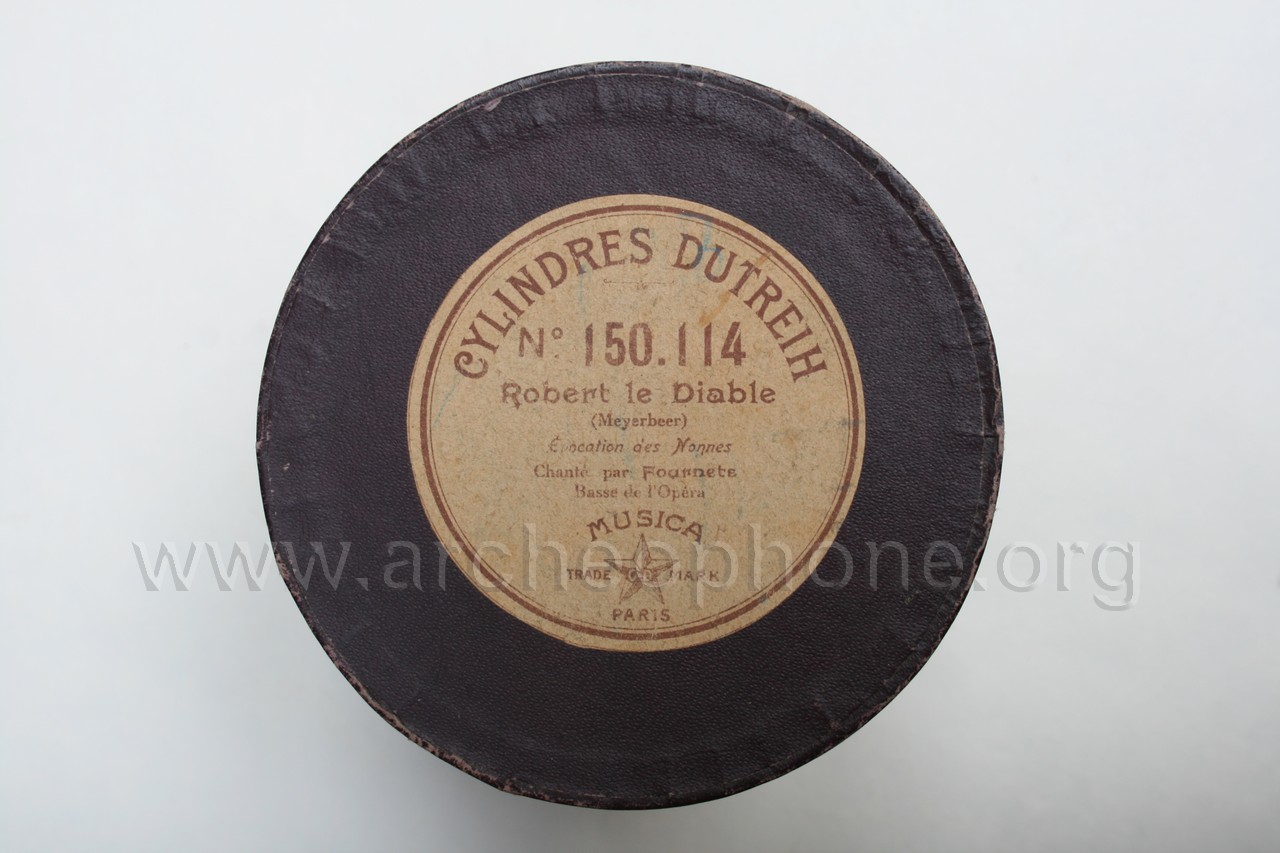 CYLINDRES DUTREIH
N° 150.114
Robert le Diable
(Meyerbeer)
Évocation des Nonnes
Chanté par Fournets
Basse de l'Opéra
MUSICA
TRADE MARK
PARIS
www.archeophone.org